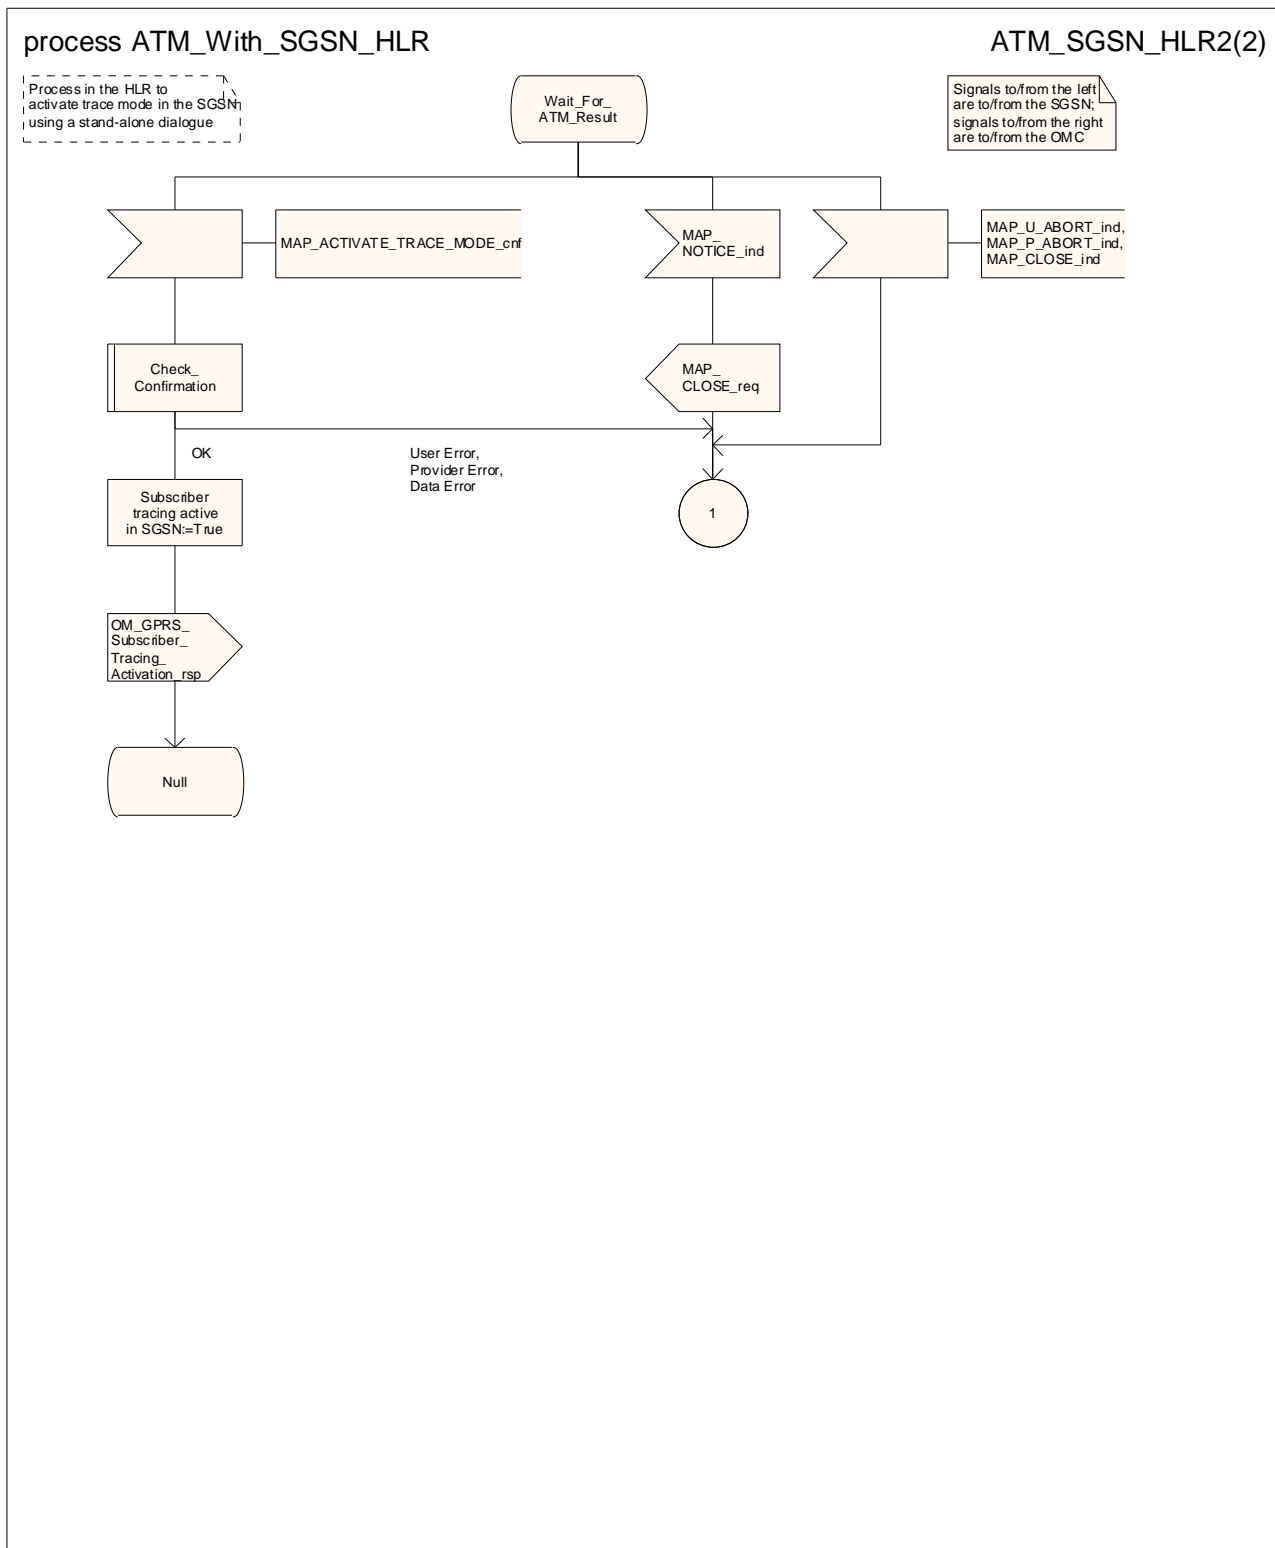 process ATM_With_SGSN_HLR
ATM_SGSN_HLR2(2)
Process in the HLR to
activate trace mode in the SGSN
using a stand-alone dialogue
Wait_For_
ATM_Result
Signals to/from the left
are to/from the SGSN;
signals to/from the right
are to/from the OMC
MAP_ACTIVATE_TRACE_MODE_cnf
MAP_
NOTICE_ind
MAP_U_ABORT_ind,
MAP_P_ABORT_ind,
MAP_CLOSE_ind
Check_
Confirmation
MAP_
CLOSE_req
OK
User Error,
Provider Error,
Data Error
Subscriber
tracing active
in SGSN:=True
1
OM_GPRS_
Subscriber_
Tracing_
Activation_rsp
Null